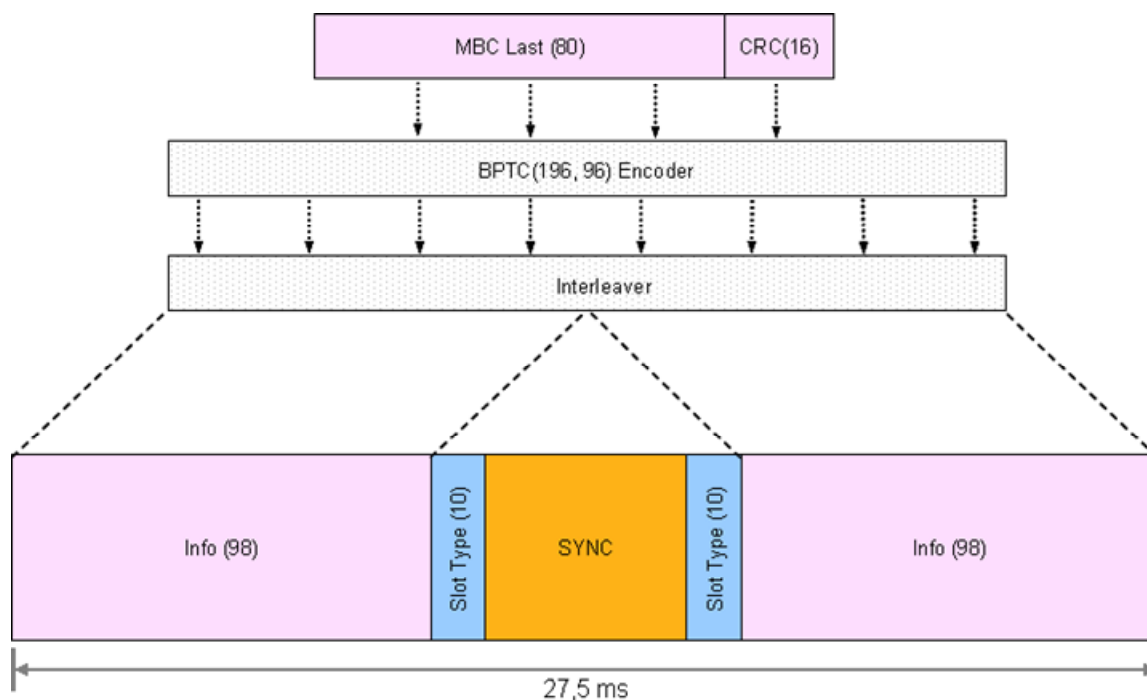 MBC Last (80)
CRC(16)
BPTC(196, 96) Encoder
Interleaver
Info (98)
Slot Type (10)
SYNC
Slot Type (10)
Info (98)
27,5 ms